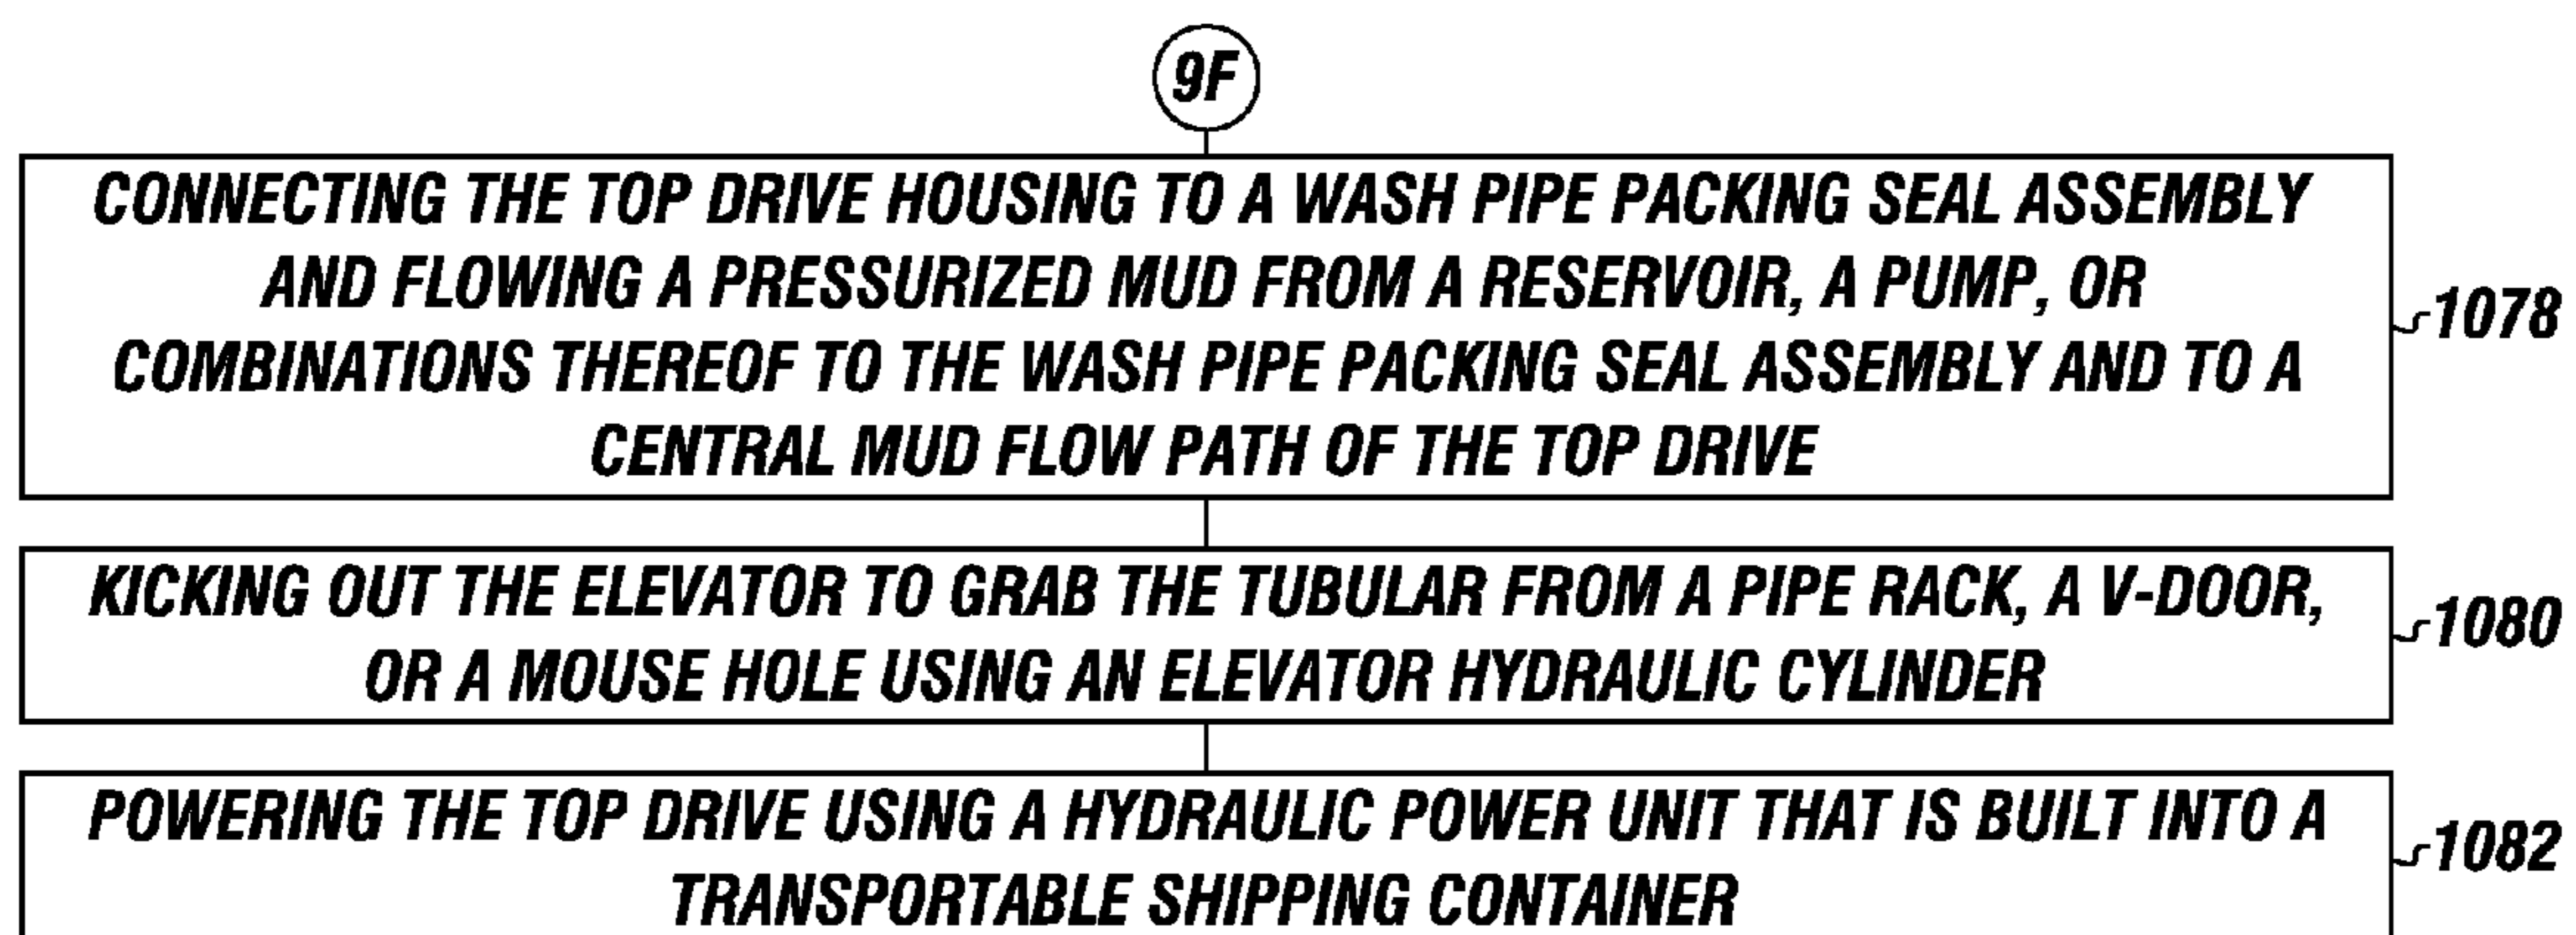 9F
CONNECTING THE TOP DRIVE HOUSING TO A WASH PIPE PACKING SEAL ASSEMBLY
AND FLOWING A PRESSURIZED MUD FROM A RESERVOIR, A PUMP, OR
COMBINATIONS THEREOF TO THE WASH PIPE PACKING SEAL ASSEMBLY AND TO A
CENTRAL MUD FLOW PATH OF THE TOP DRIVE
1078
KICKING OUT THE ELEVATOR TO GRAB THE TUBULAR FROM A PIPE RACK, A V-DOOR,
OR A MOUSE HOLE USING AN ELEVATOR HYDRAULIC CYLINDER
1080
POWERING THE TOP DRIVE USING A HYDRAULIC POWER UNIT THAT IS BUILT INTO A
TRANSPORTABLE SHIPPING CONTAINER
1082